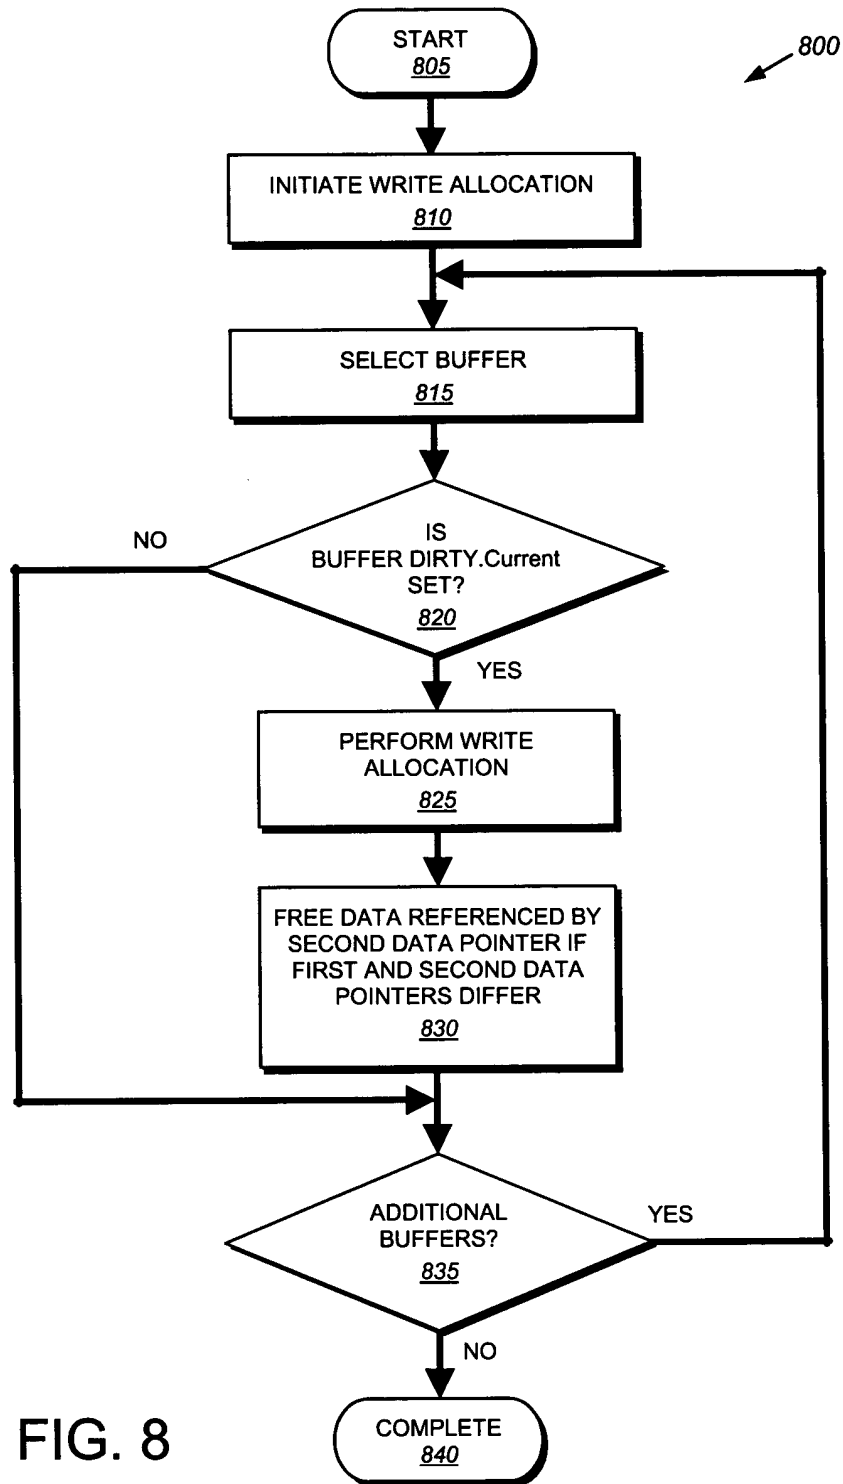 START
805
800
INITIATE WRITE ALLOCATION
810
SELECT BUFFER
815
NO
IS
BUFFER DIRTY.Current
SET?
820
YES
PERFORM WRITE
ALLOCATION
825
FREE DATA REFERENCED BY
SECOND DATA POINTER IF
FIRST AND SECOND DATA
POINTERS DIFFER
830
ADDITIONAL
BUFFERS?
835
YES
NO
COMPLETE
840
FIG. 8